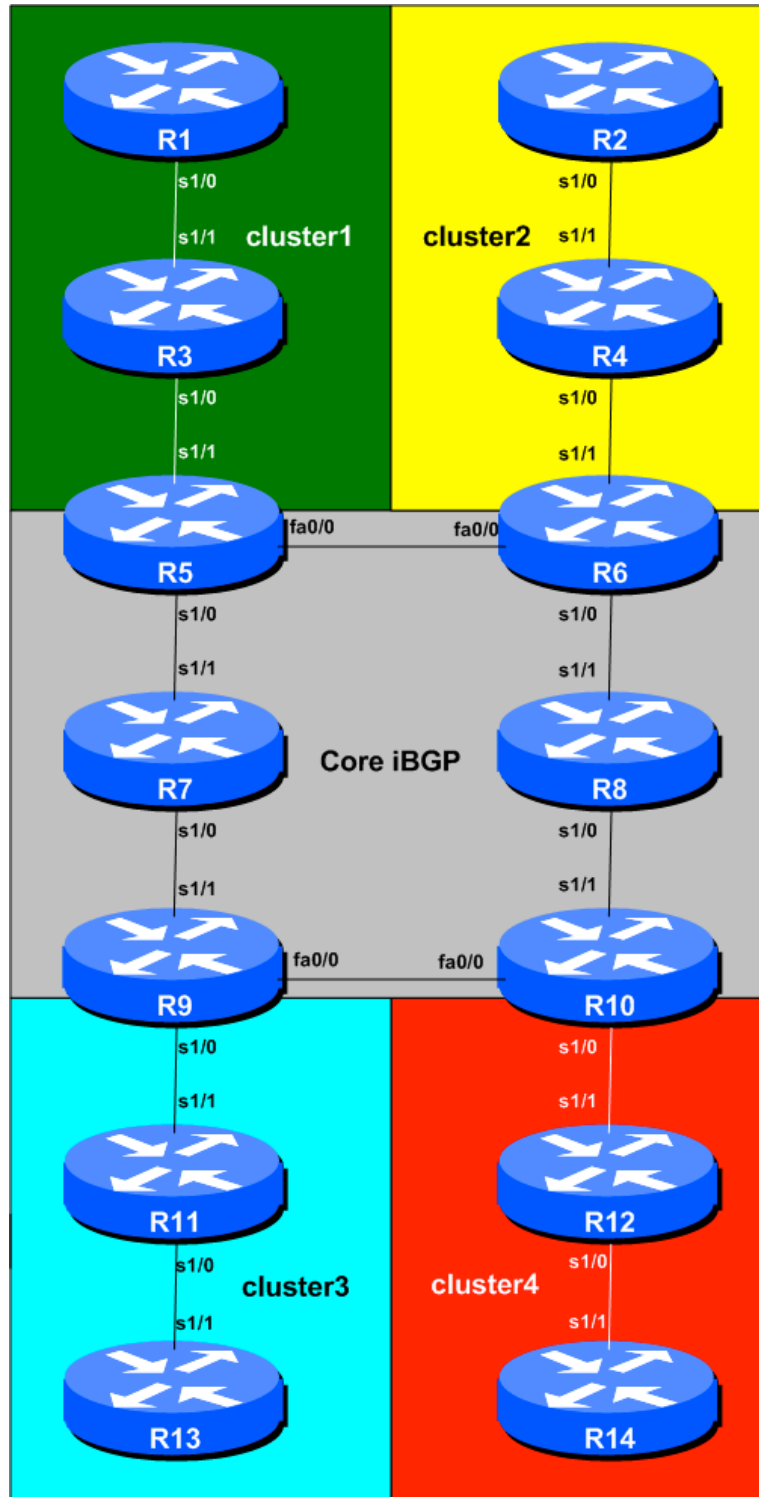 R1
R2
s1/0
s1/0
s1/1
cluster1
cluster2
s1/1
R3
R4
s1/0
s1/0
s1/1
s1/1
fa0/0
fa0/0
R5
R6
s1/0
s1/0
s1/1
s1/1
R7
Core iBGP
R8
s1/0
s1/0
s1/1
s1/1
fa0/0
fa0/0
R9
R10
s1/0
s1/0
s1/1
s1/1
R11
R12
s1/0
s1/0
cluster3
cluster4
s1/1
s1/1
R13
R14